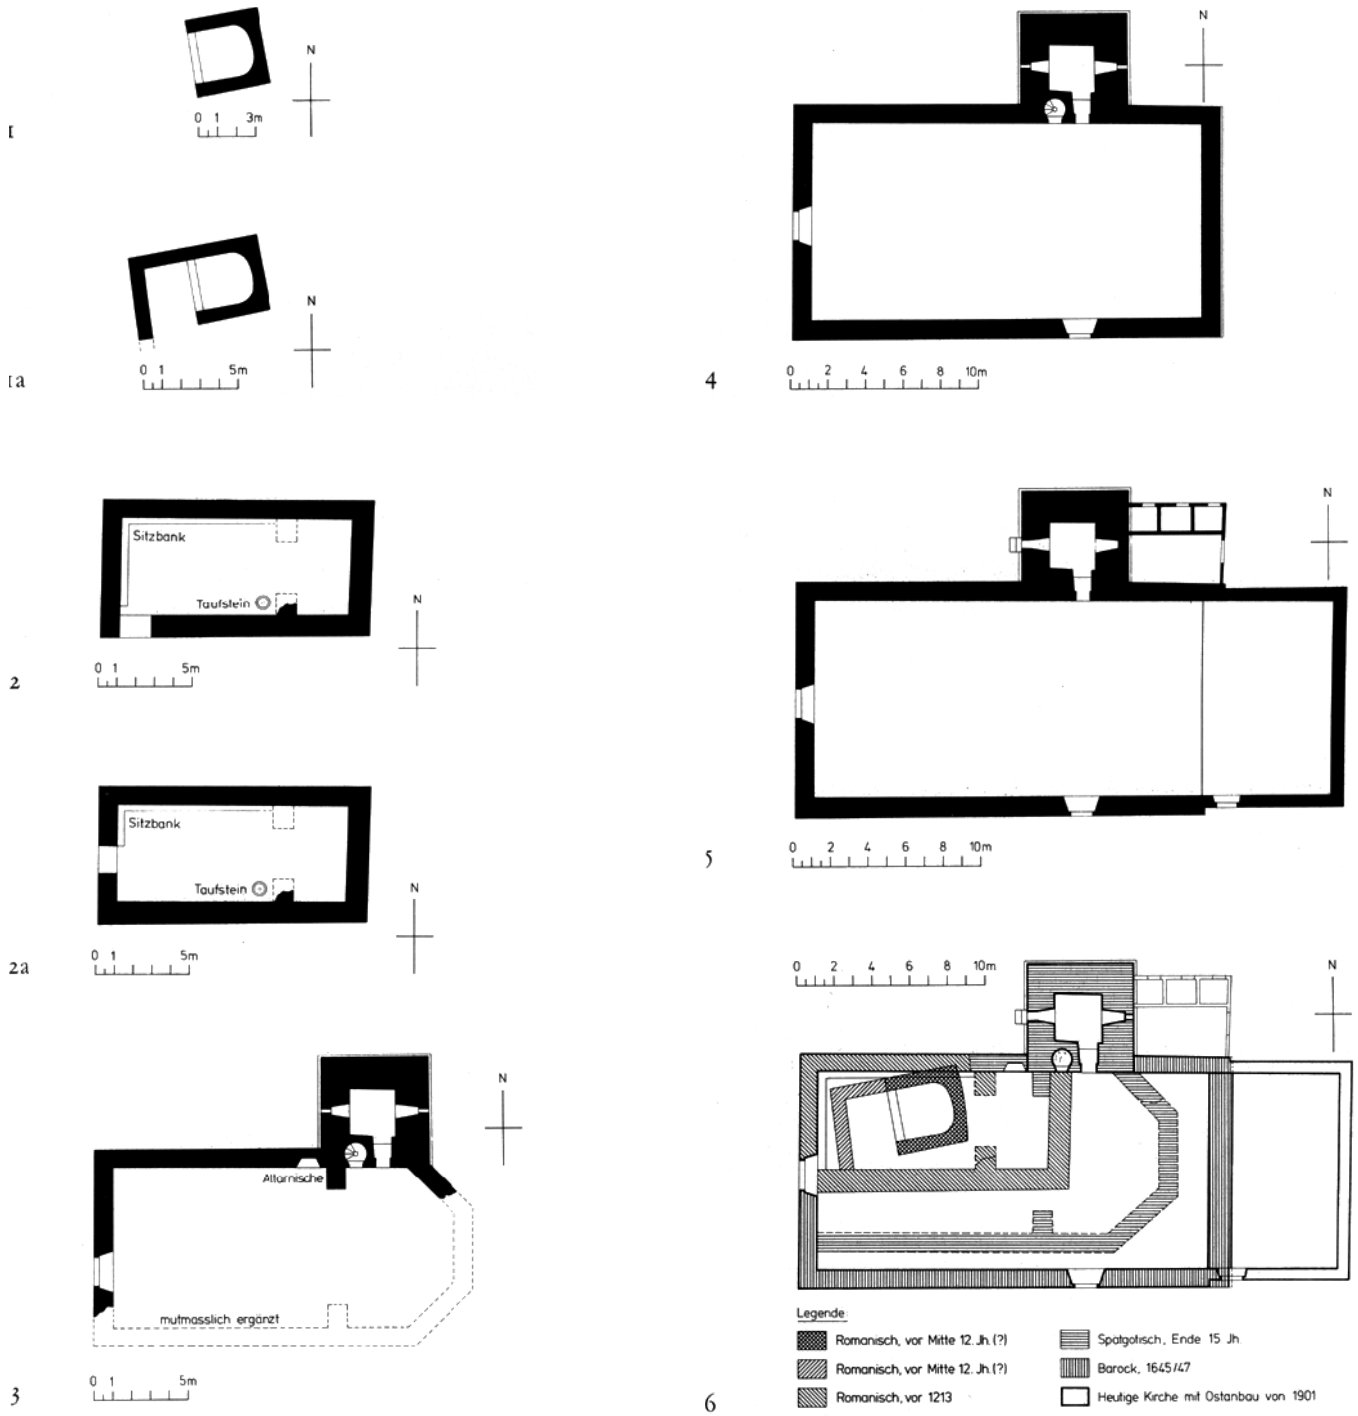 N
0 1 3m
1
N
0 1 5m
1a
Sitzbank
Taufstein
N
0 1 5m
2
Sitzbank
Taufstein
N
0 1 5m
2a
N
Altarnische
mutmasslich ergänzt
0 1 5m
3
N
0 2 4 6 8 10m
4
N
0 2 4 6 8 10m
5
0 2 4 6 8 10m
N
Legende:
Romanisch, vor Mitte 12. Jh. (?)
Romanisch, vor Mitte 12. Jh. (?)
Romanisch, vor 1213
Spätgotisch, Ende 15 Jh.
Barock, 1645/47
Heutige Kirche mit Ostanbau von 1901
6